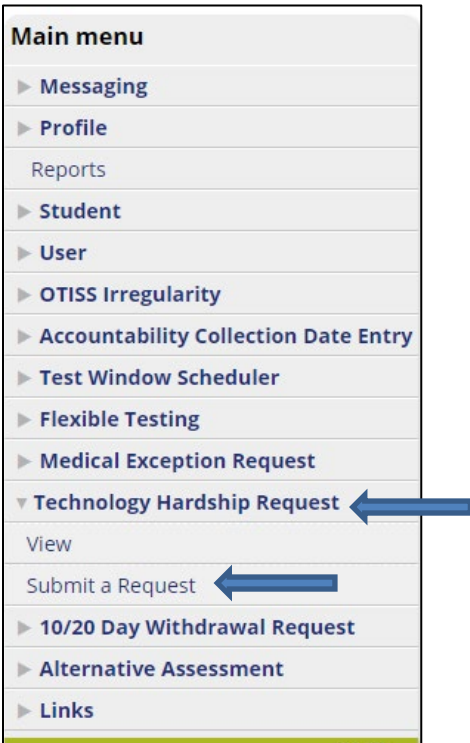 Main menu
Messaging
Profile
Reports
Student
User
OTISS Irregularity
Accountability Collection Date Entry
Test Window Scheduler
Flexible Testing
Medical Exception Request
Technology Hardship Request
View
Submit a Request
10/20 Day Withdrawal Request
Alternative Assessment
Links